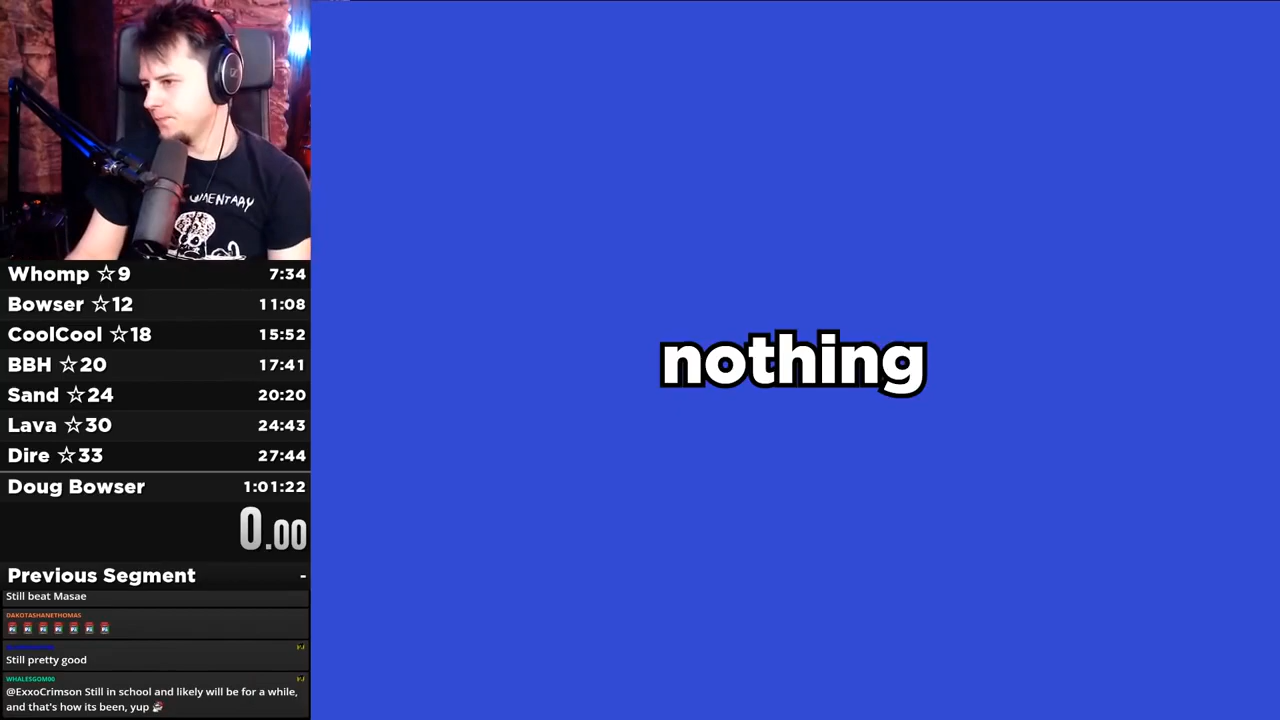 UMENTARY
Whomp ☆9 7:34
Bowser ☆12 11:08
CoolCool ☆18 15:52
BBH ☆20 17:41
Sand ☆24 20:20
Lava ☆30 24:43
Dire ☆33 27:44
Doug Bowser 1:01:22
0.00
Previous Segment -
Still beat Masae
DAKOTASHANETHOMAS
Still pretty good
WHALESGOM00
@ExxoCrimson Still in school and likely will be for a while,
and that's how its been, yup
nothing